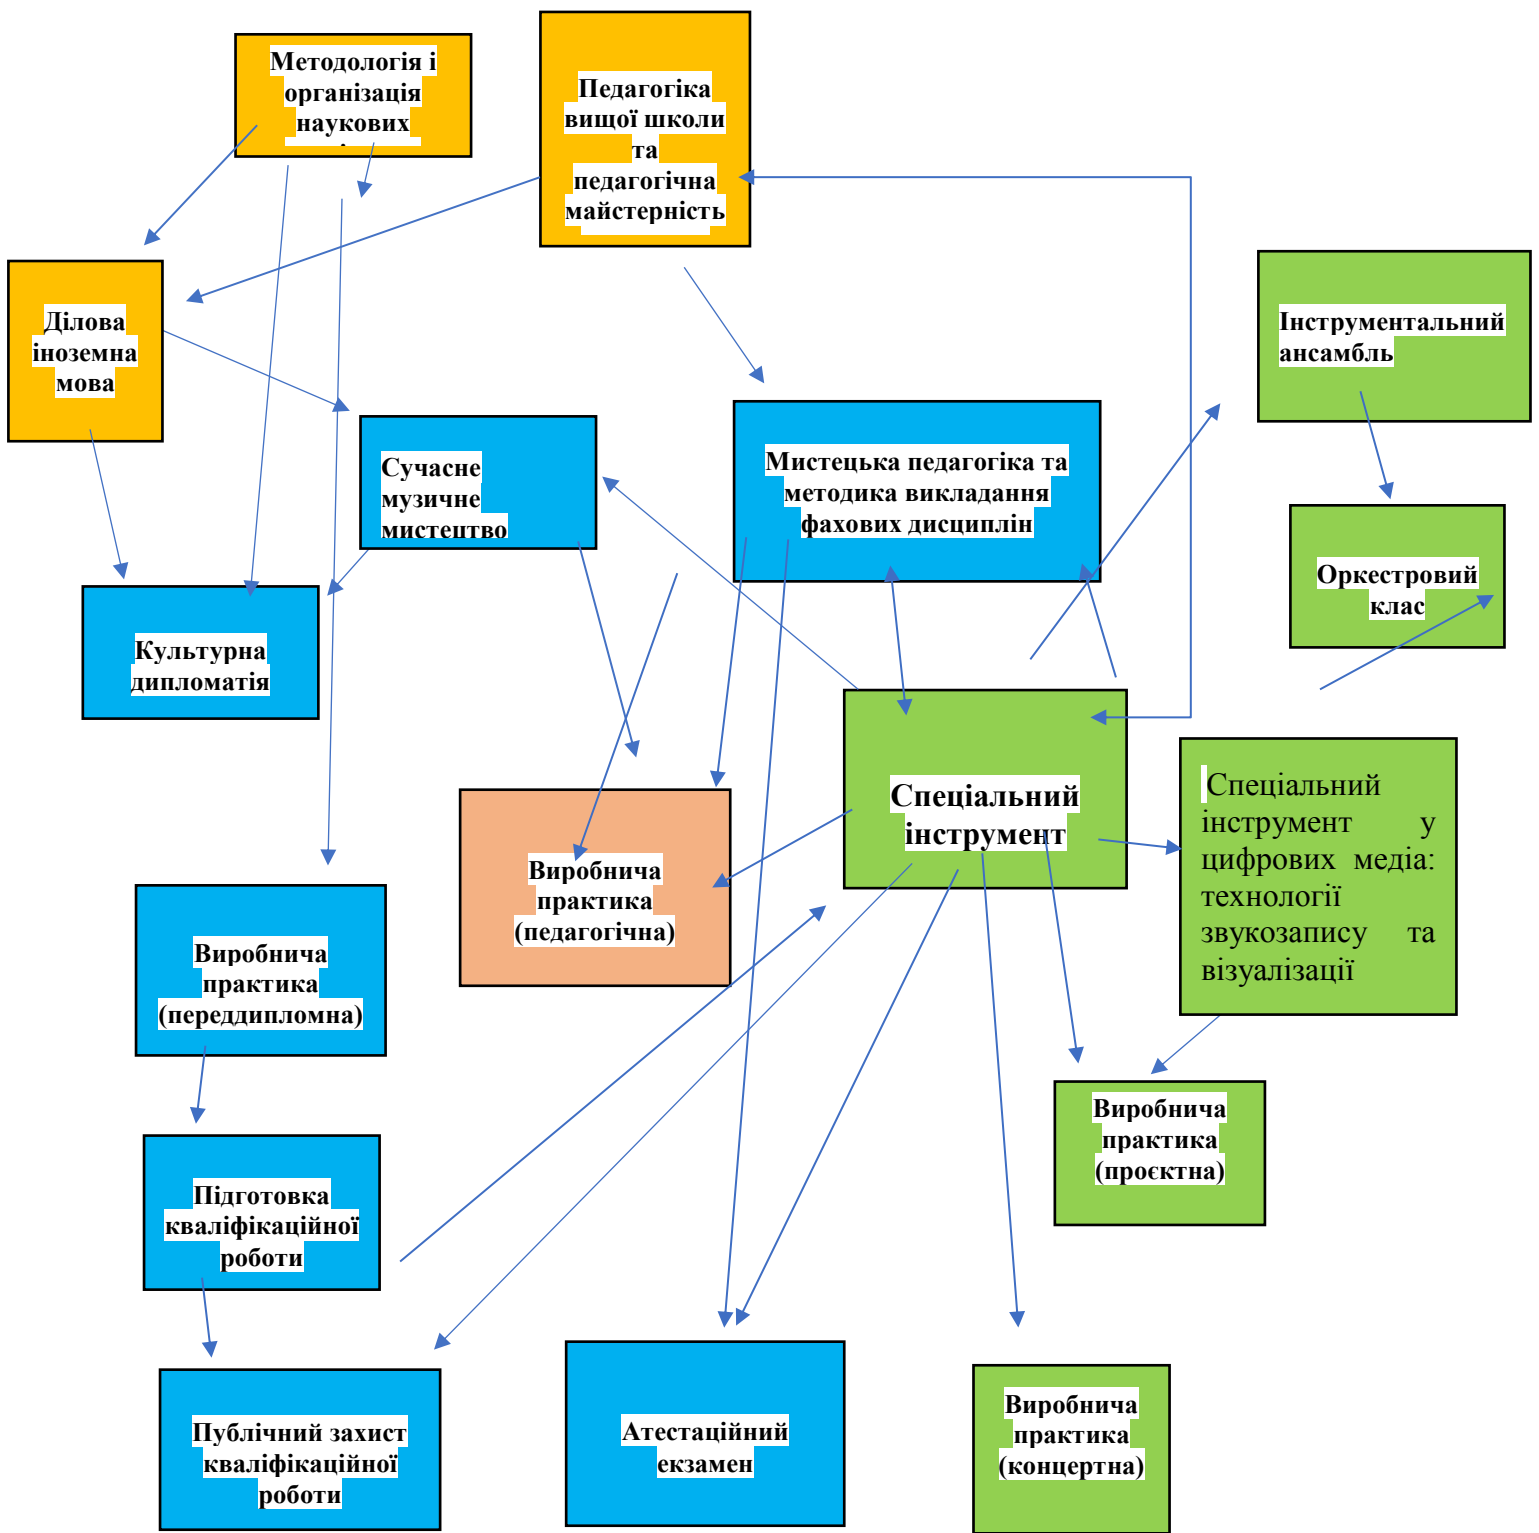 Методологія і
організація
наукових
Педагогіка
вищої школи
та
педагогічна
майстерність
Ділова
іноземна
мова
Інструментальний
ансамбль
Сучасне
музичне
мистецтво
Мистецька педагогіка та
методика викладання
фахових дисциплін
Оркестровий
клас
Культурна
дипломатія
Спеціальний
інструмент
Спеціальний
інструмент у
цифрових медіа:
технології
звукозапису та
візуалізації
Виробнича
практика
(педагогічна)
Виробнича
практика
(переддипломна)
Виробнича
практика
(проєктна)
Підготовка
кваліфікаційної
роботи
Публічний захист
кваліфікаційної
роботи
Атестаційний
екзамен
Виробнича
практика
(концертна)